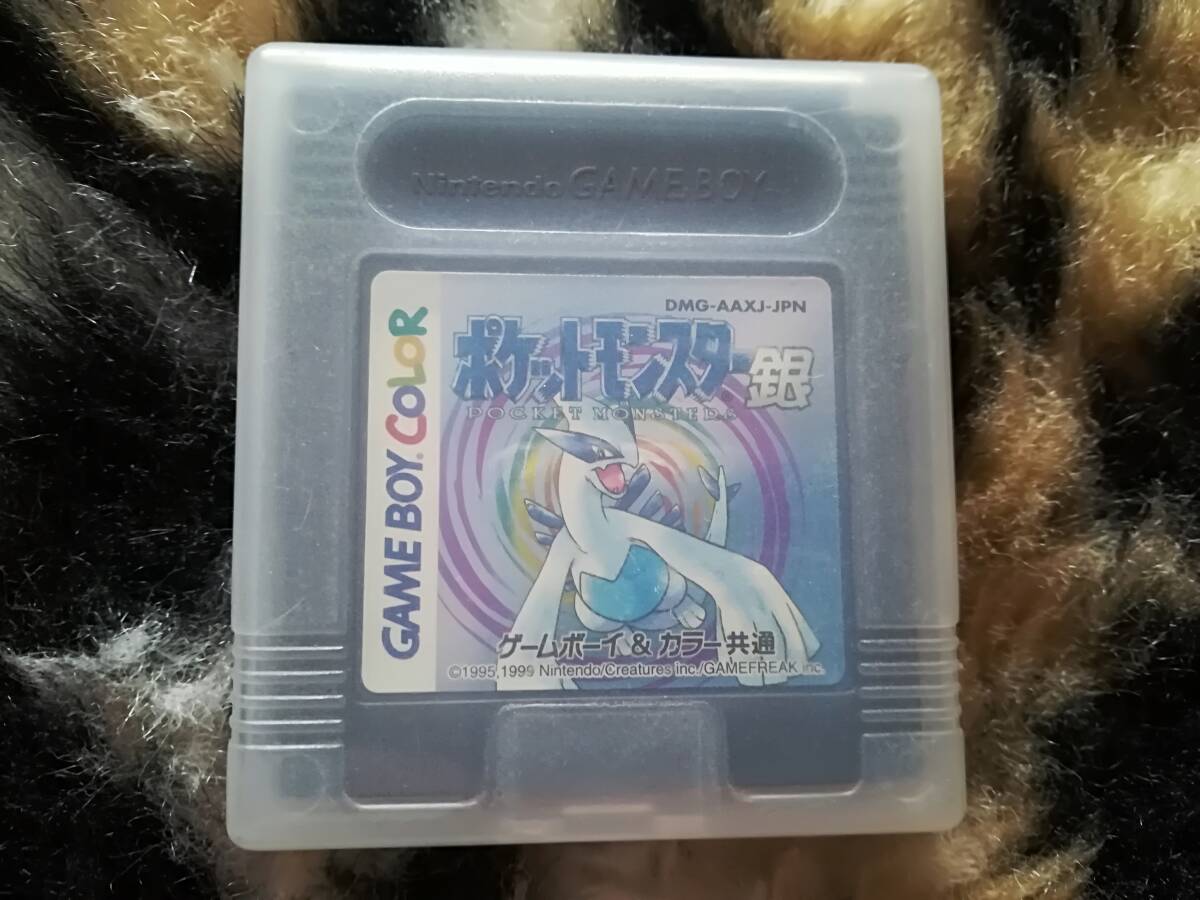 Nintendo GAME BOY
DMG-AAXJ-JPN
ポケットモンスター銀
POCKET MONSTERS
GAME BOY COLOR
ゲームボーイ & カラー共通
©1995,1999 Nintendo/Creatures inc./GAMEFREAK inc.